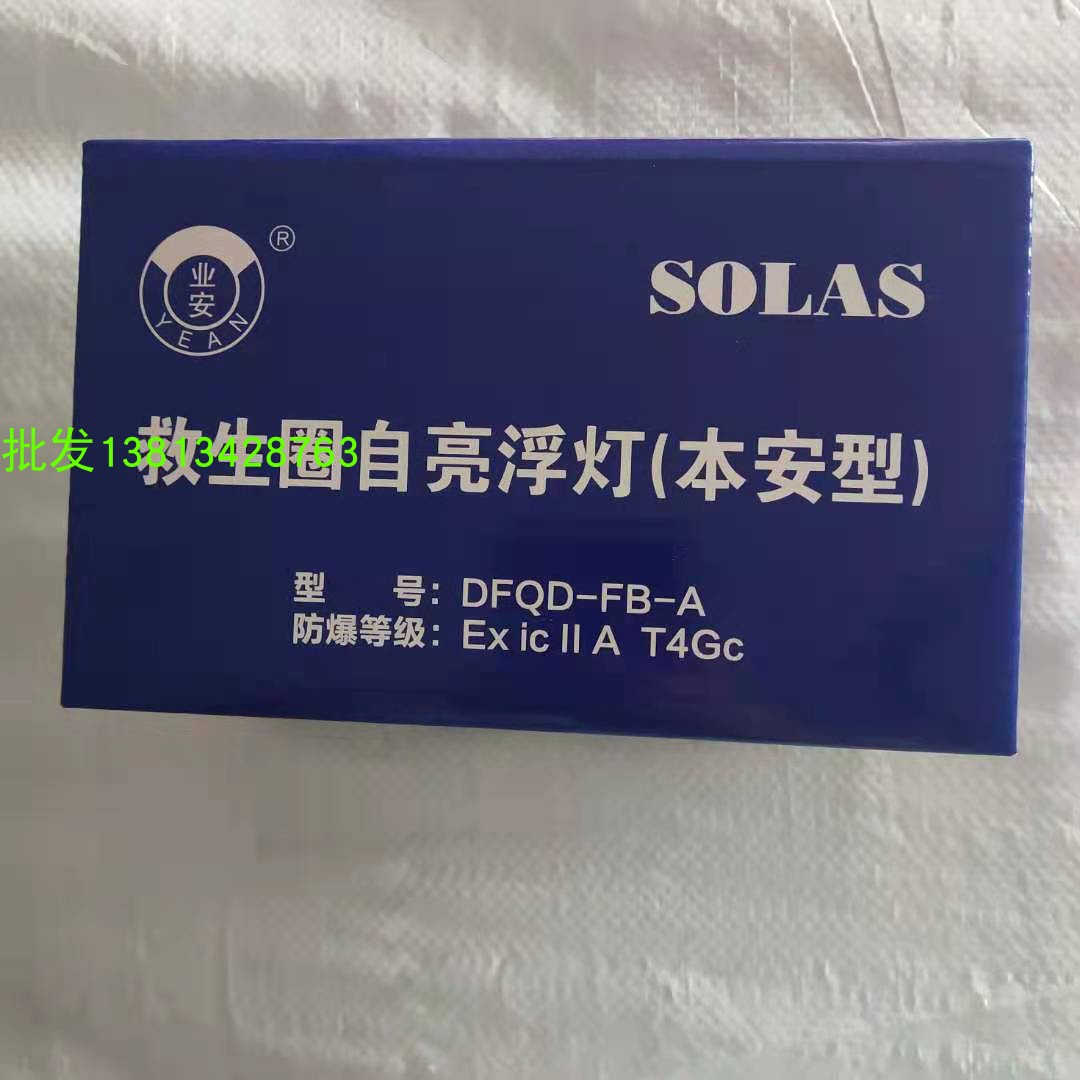 业安
YEAN
®
SOLAS
救生圈自亮浮灯(本安型)
批发13813428763
型 号: DFQD-FB-A
防爆等级: Ex ic II A T4Gc